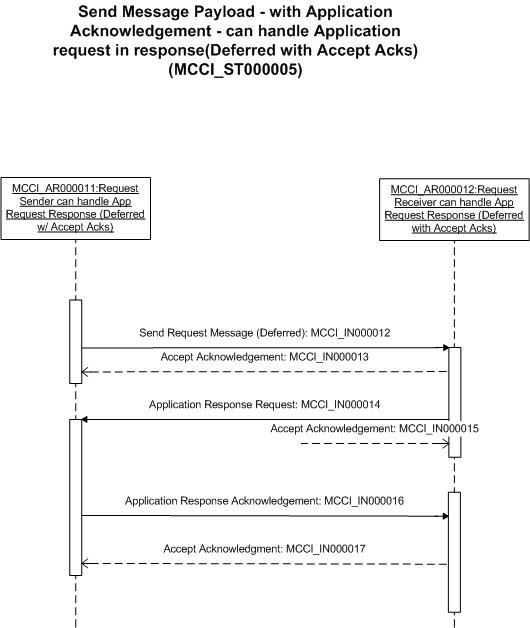 Send Message Payload - with Application
Acknowledgement - can handle Application
request in response(Deferred with Accept Acks)
(MCCI_ST000005)
MCCI_AR000011:Request
Sender can handle App
Request Response (Deferred
w/ Accept Acks)
MCCI_AR000012:Request
Receiver can handle App
Request Response (Deferred
with Accept Acks)
Send Request Message (Deferred): MCCI_IN000012
Accept Acknowledgement: MCCI_IN000013
Application Response Request: MCCI_IN000014
Accept Acknowledgement: MCCI_IN000015
Application Response Acknowledgement: MCCI_IN000016
Accept Acknowledgment: MCCI_IN000017